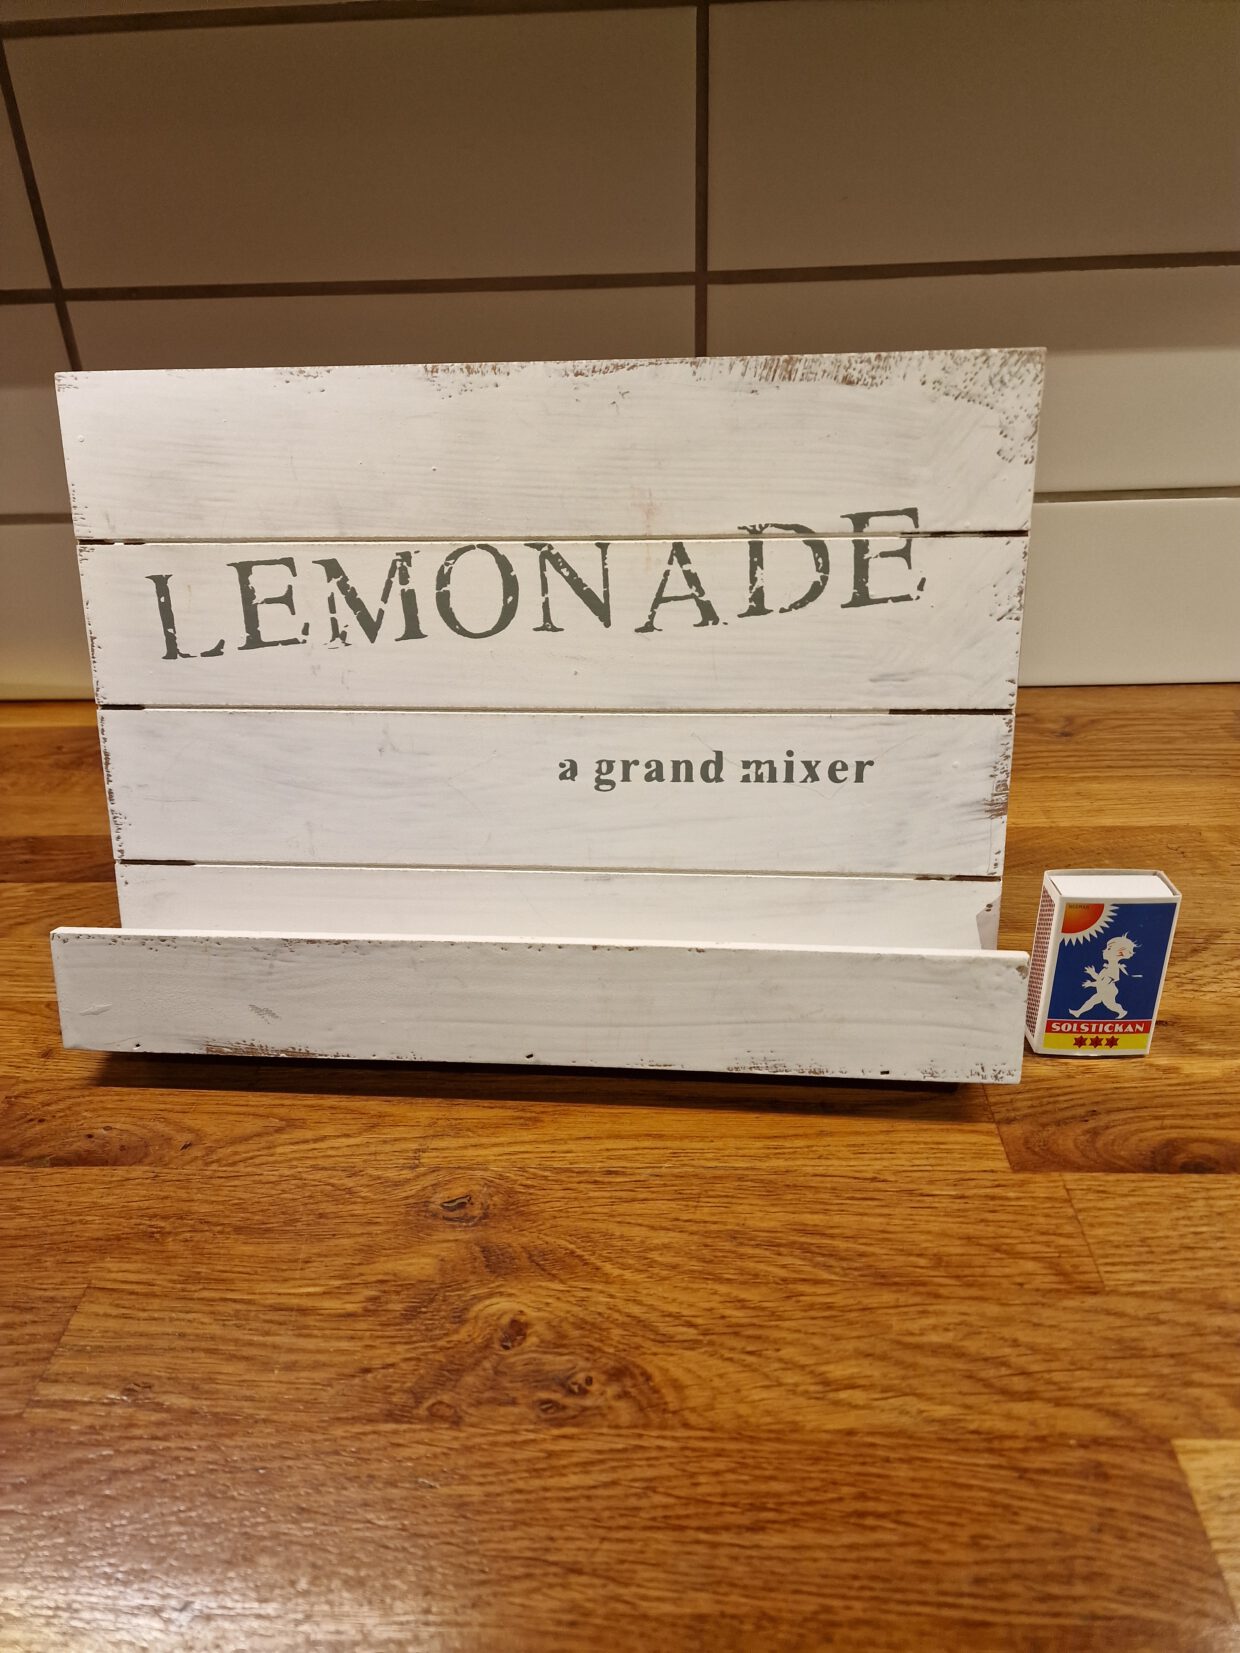 LEMONADE
a grand mixer
SOLSTICKAN